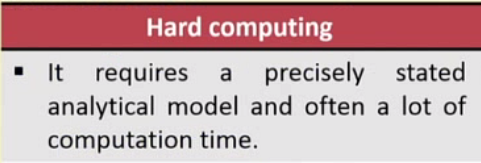 Hard computing
▪ It requires a precisely stated
analytical model and often a lot of
computation time.